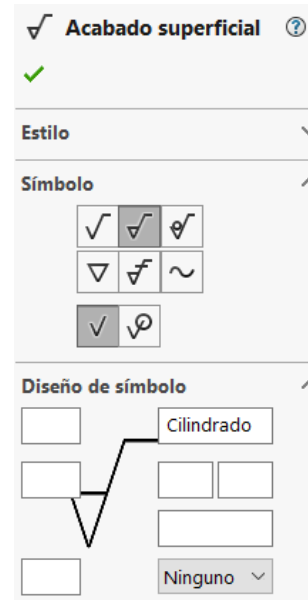 Acabado superficial
Estilo
Símbolo
Diseño de símbolo
Cilindrado
Ninguno